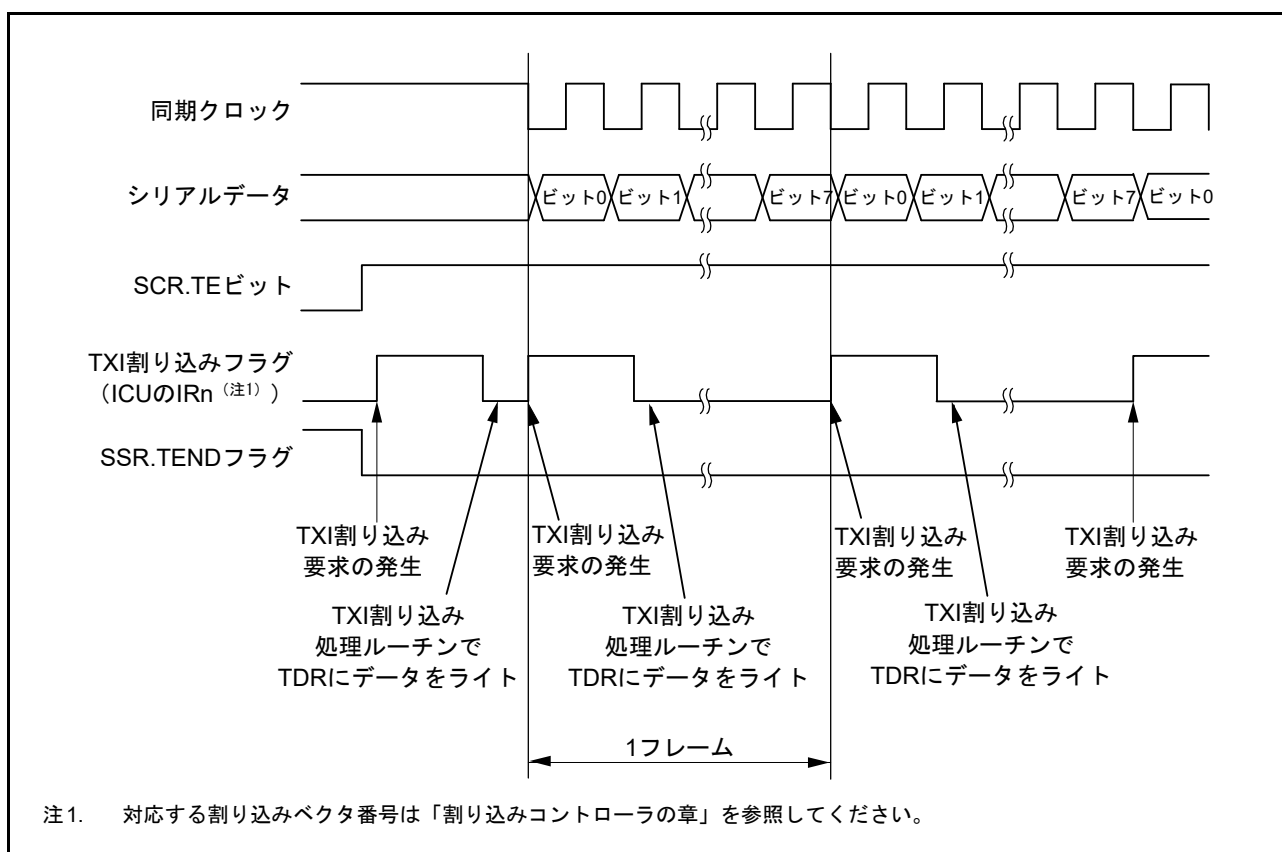 同期クロック
シリアルデータ
ビット0
ビット1
ビット7
ビット0
ビット1
ビット7
ビット0
SCR.TEビット
TXI割り込みフラグ
（ICUのIRn（注1））
SSR.TENDフラグ
TXI割り込み
要求の発生
TXI割り込み
要求の発生
TXI割り込み
要求の発生
TXI割り込み
要求の発生
TXI割り込み
処理ルーチンで
TDRにデータをライト
TXI割り込み
処理ルーチンで
TDRにデータをライト
TXI割り込み
処理ルーチンで
TDRにデータをライト
1フレーム
注1. 対応する割り込みベクタ番号は「割り込みコントローラの章」を参照してください。